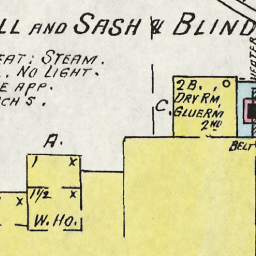 LL AND SASH & BLIND
EAT: STEAM.
. NO LIGHT.
E APP.
CH 5.
HEATER
2B.
DRY RM,
GLUE RM
2ND
C.
BELT
A.
1 X
1½ X
X
W. HO.